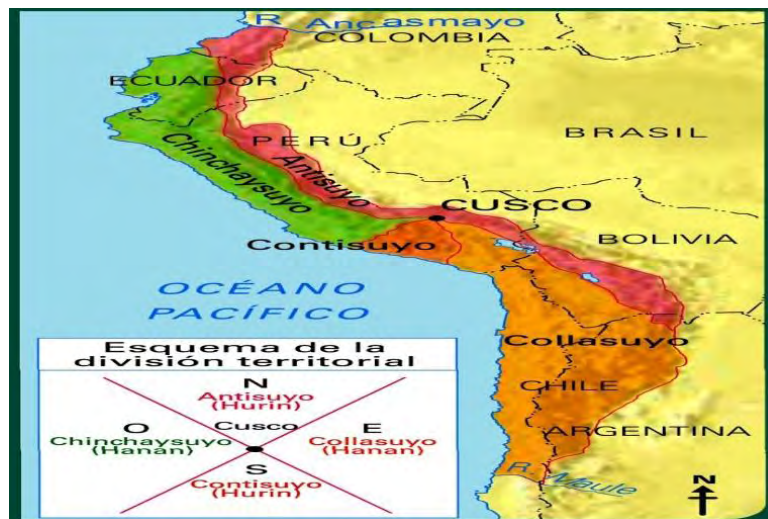 R. Ancasmayo
COLOMBIA
ECUADOR
PERÚ
BRASIL
Chinchaysuyo
Antisuyo
CUSCO
Contisuyo
BOLIVIA
OCÉANO
PACÍFICO
Collasuyo
CHILE
ARGENTINA
R. Maule
N
Esquema de la
división territorial
N
Antisuyo
(Hurin)
O
Cusco
E
Chinchaysuyo
(Hanán)
Collasuyo
(Hanan)
S
Contisuyo
(Hurin)